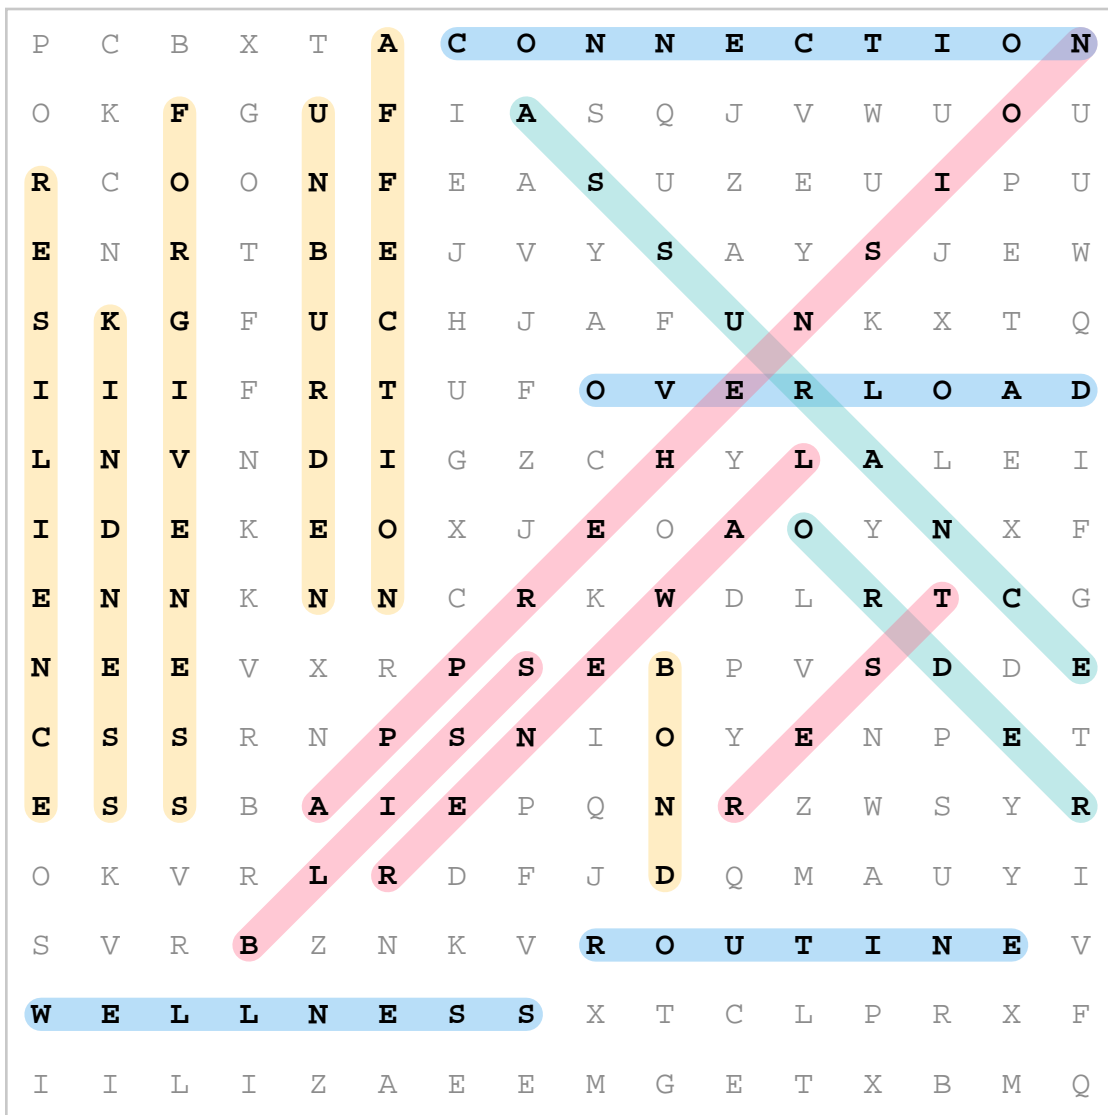 P C B X T A C O N N E C T I O N
O K F G U F I A S Q J V W U O U
R C O O N F E A S U Z E U I P U
E N R T B E J V Y S A Y S J E W
S K G F U C H J A F U N K X T Q
I I I F R T U F O V E R L O A D
L N V N D I G Z C H Y L A L E I
I D E K E O X J E O A O Y N X F
E N N K N N C R K W D L R T C G
N E E V X R P S E B P V S D D E
C S S R N P S N I O Y E N P E T
E S S B A I E P Q N R Z W S Y R
O K V R L R D F J D Q M A U Y I
S V R B Z N K V R O U T I N E V
W E L L N E S S X T C L P R X F
I I L I Z A E E M G E T X B M Q